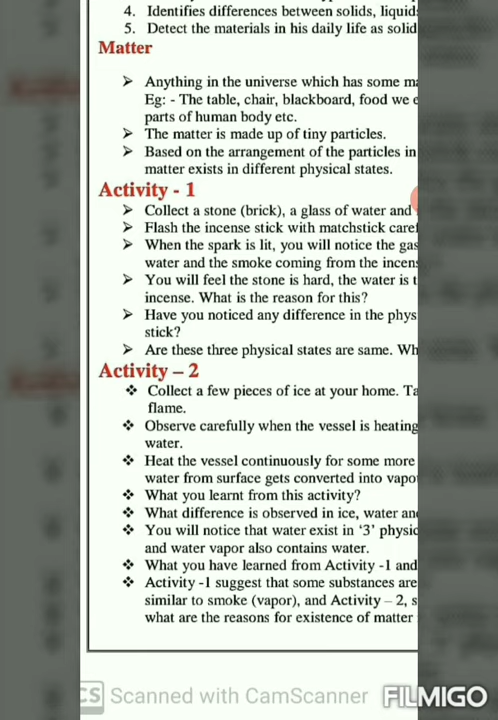 4. Identifies differences between solids, liquids
5. Detect the materials in his daily life as solid
Matter
➢ Anything in the universe which has some
Eg: - The table, chair, blackboard, food we
parts of human body etc.
➢ The matter is made up of tiny particles.
➢ Based on the arrangement of the particles in
matter exists in different physical states.
Activity - 1
➢ Collect a stone (brick), a glass of water and
➢ Flash the incense stick with matchstick
➢ When the spark is lit, you will notice the gas
water and the smoke coming from the
➢ You will feel the stone is hard, the water is
incense. What is the reason for this?
➢ Have you noticed any difference in the
stick?
➢ Are these three physical states are same.
Activity – 2
❖ Collect a few pieces of ice at your home.
flame.
❖ Observe carefully when the vessel is heating
water.
❖ Heat the vessel continuously for some more
water from surface gets converted into
❖ What you learnt from this activity?
❖ What difference is observed in ice, water
❖ You will notice that water exist in ‘3’
and water vapor also contains water.
❖ What you have learned from Activity -1 and
❖ Activity -1 suggest that some substances are
similar to smoke (vapor), and Activity – 2,
what are the reasons for existence of matter
CS Scanned with CamScanner
FILMIGO